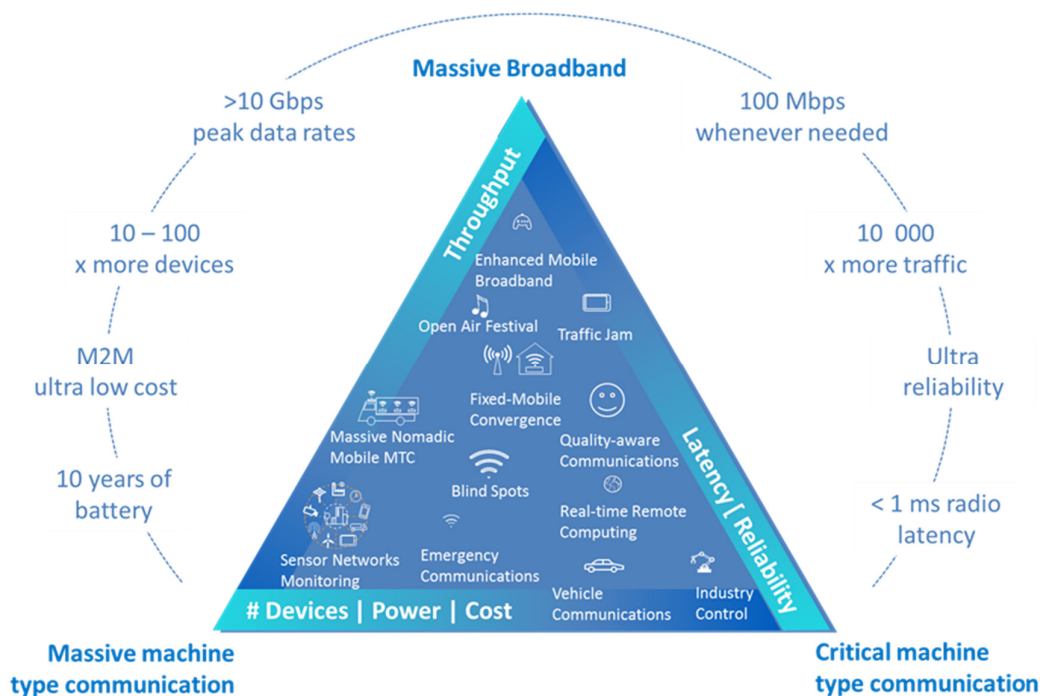 Massive Broadband
>10 Gbps
peak data rates
100 Mbps
whenever needed
10 – 100
x more devices
10 000
x more traffic
M2M
ultra low cost
Ultra
reliability
10 years of
battery
< 1 ms radio
latency
Throughput
Enhanced Mobile
Broadband
Open Air Festival
Traffic Jam
Fixed-Mobile
Convergence
Massive Nomadic
Mobile MTC
Quality-aware
Communications
Blind Spots
Real-time Remote
Computing
Sensor Networks
Monitoring
Emergency
Communications
Vehicle
Communications
Industry
Control
Latency [ Reliability
# Devices | Power | Cost
Massive machine
type communication
Critical machine
type communication